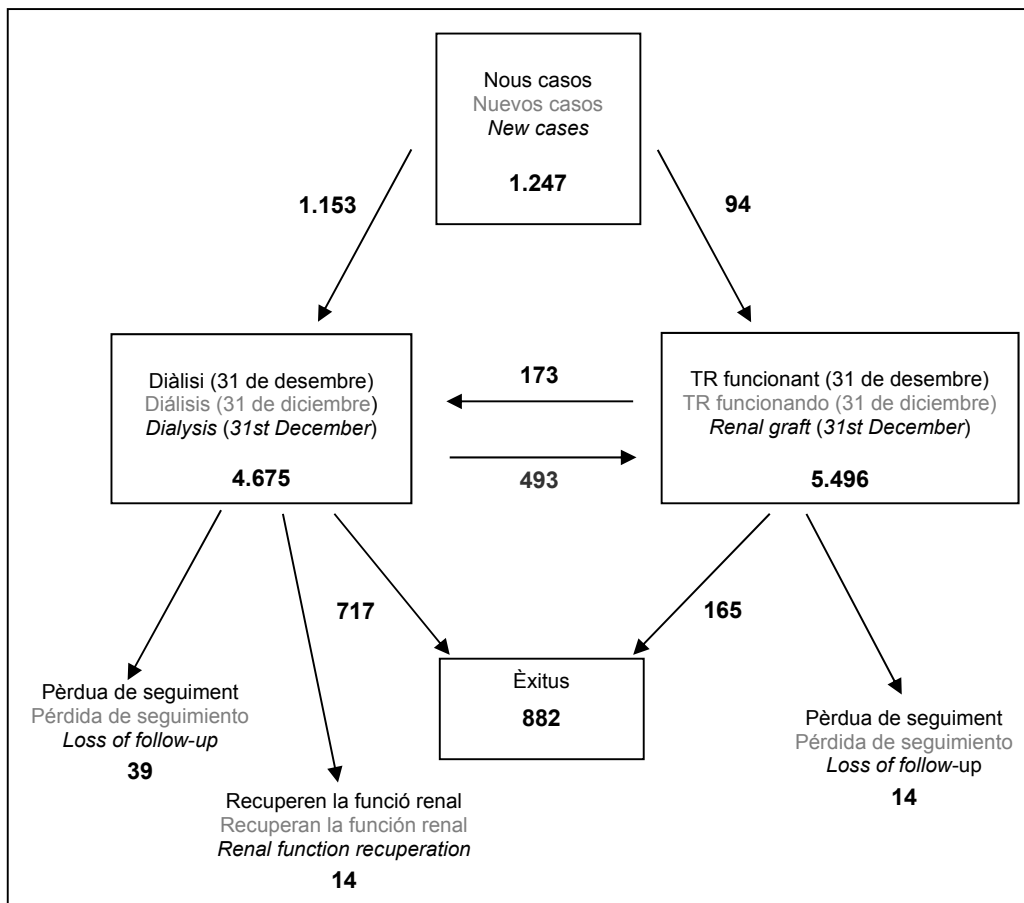 Nous casos
Nuevos casos
New cases
1.247
1.153
94
Diàlisi (31 de desembre)
Diálisis (31 de diciembre)
Dialysis (31st December)
4.675
173
493
TR funcionant (31 de desembre)
TR funcionando (31 de diciembre)
Renal graft (31st December)
5.496
717
165
Èxitus
882
Pèrdua de seguiment
Pérdida de seguimiento
Loss of follow-up
39
Recuperen la funció renal
Recuperan la función renal
Renal function recuperation
14
Pèrdua de seguiment
Pérdida de seguimiento
Loss of follow-up
14